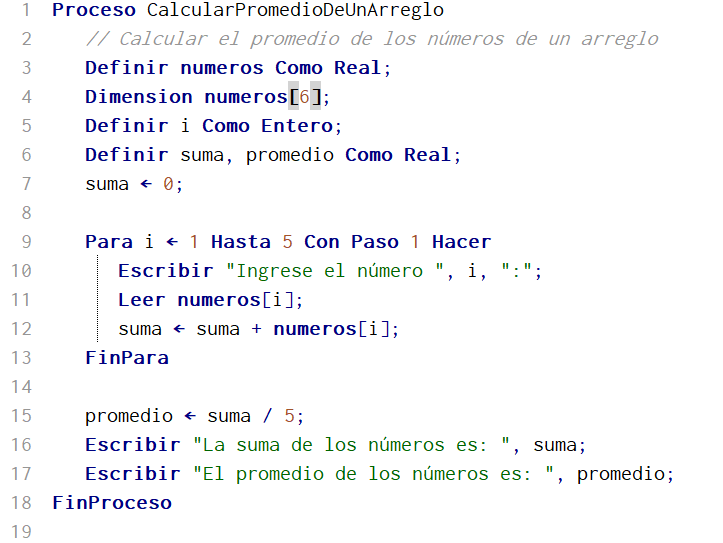 1 Proceso CalcularPromedioDeUnArreglo
2 // Calcular el promedio de los números de un arreglo
3 Definir numeros Como Real;
4 Dimension numeros[6];
5 Definir i Como Entero;
6 Definir suma, promedio Como Real;
7 suma ← 0;
8
9 Para i ← 1 Hasta 5 Con Paso 1 Hacer
10 Escribir "Ingrese el número ", i, ":";
11 Leer numeros[i];
12 suma ← suma + numeros[i];
13 FinPara
14
15 promedio ← suma / 5;
16 Escribir "La suma de los números es: ", suma;
17 Escribir "El promedio de los números es: ", promedio;
18 FinProceso
19